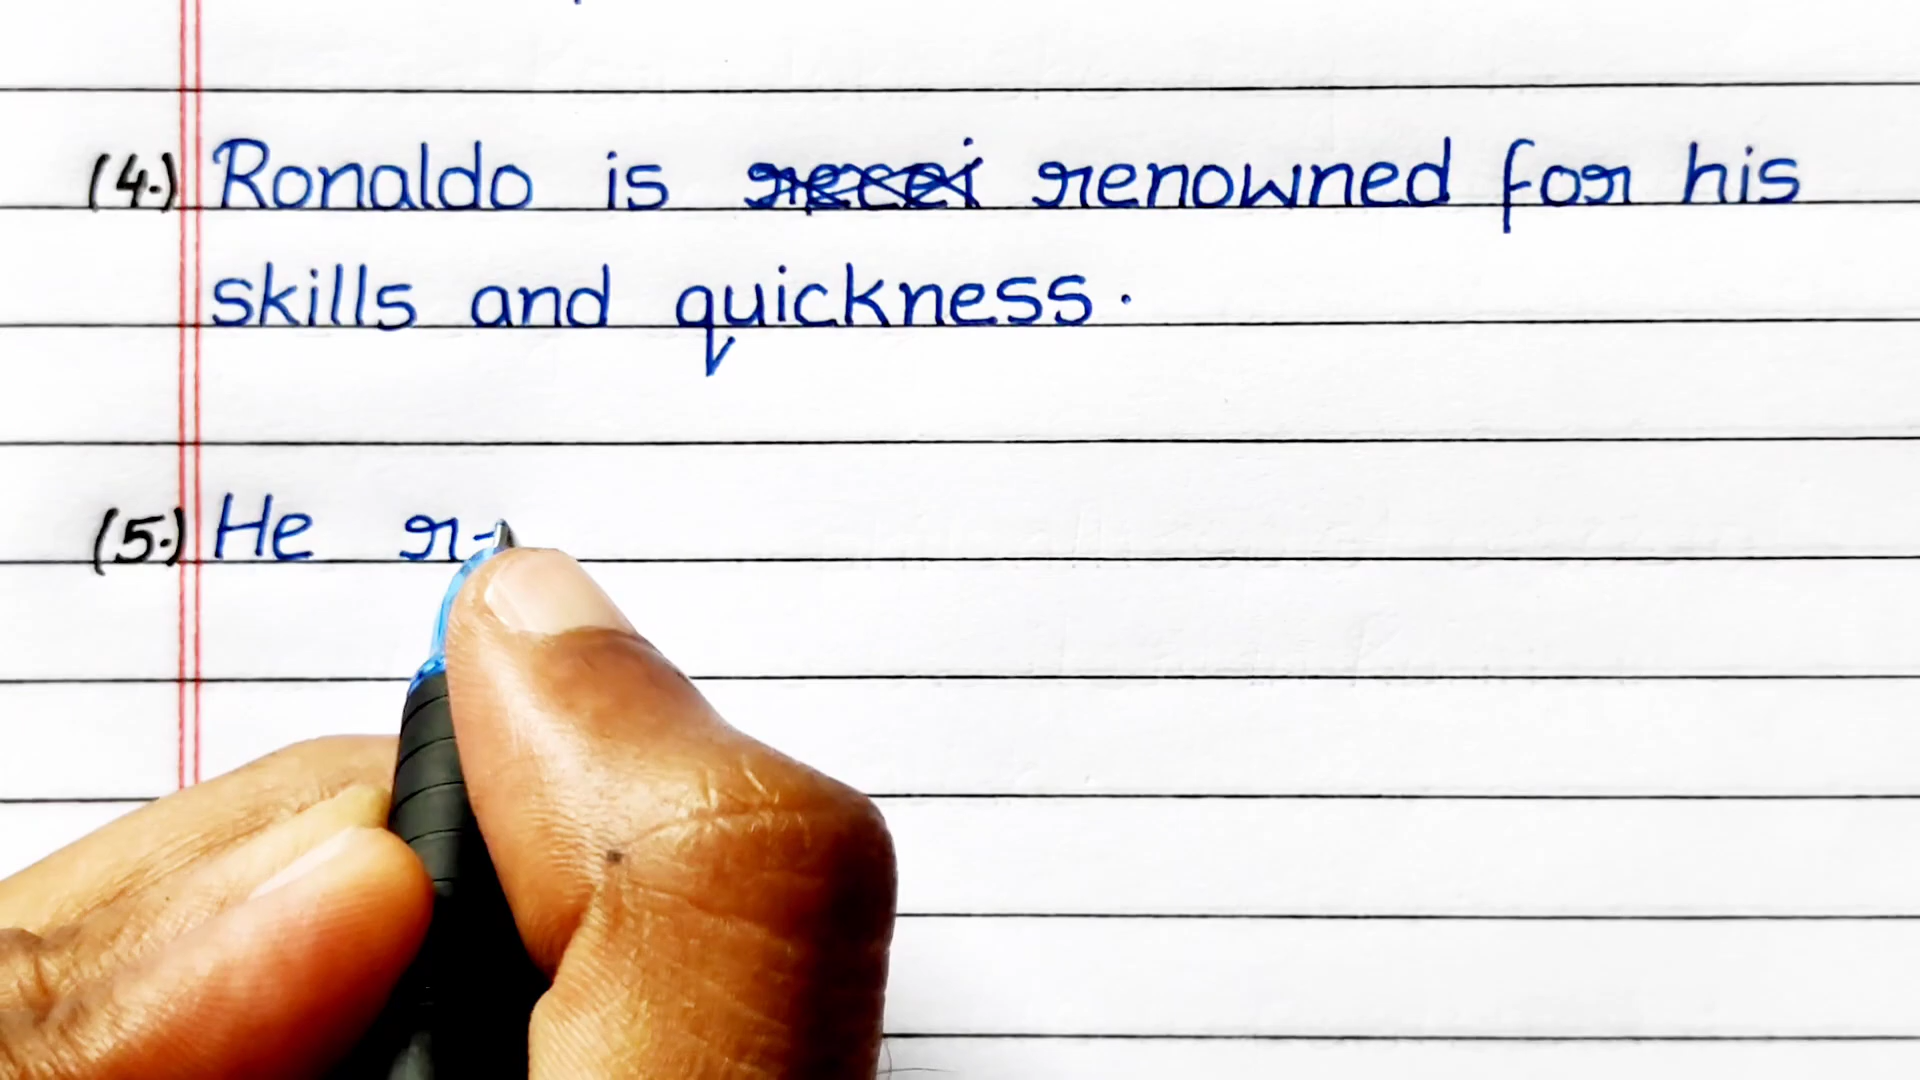 (4.) Ronaldo is renowned for his
skills and quickness.
(5.) He r